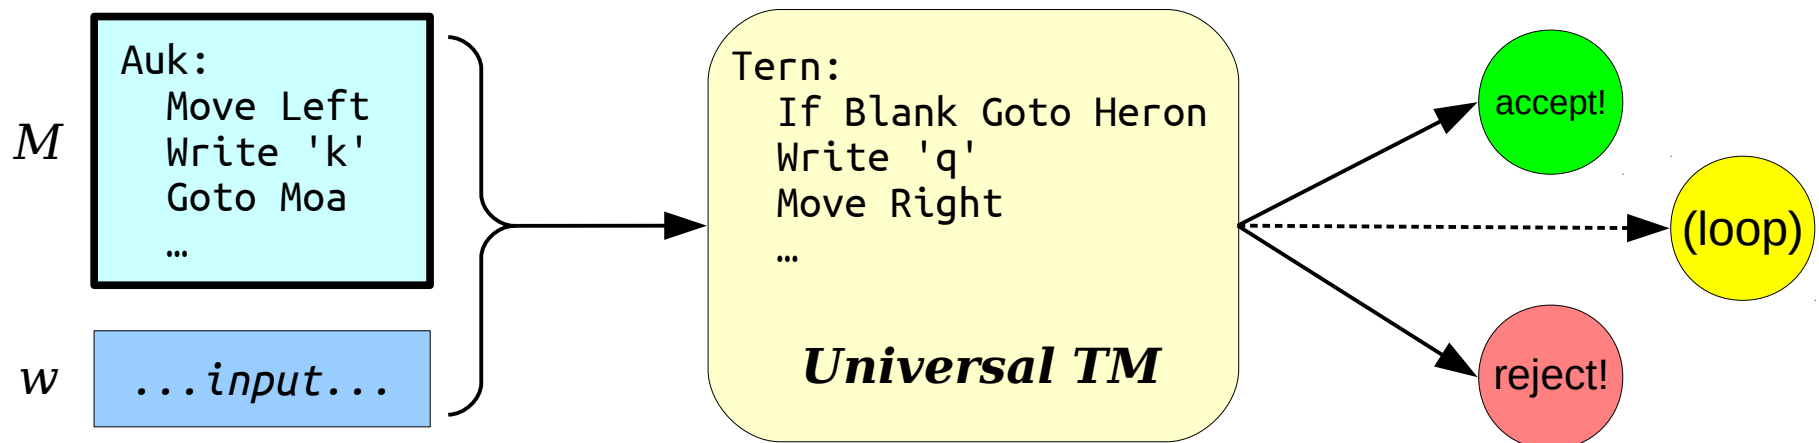 M
Auk:
Move Left
Write 'k'
Goto Moa
…
w
...input...
Tern:
If Blank Goto Heron
Write 'q'
Move Right
…
Universal TM
accept!
(loop)
reject!